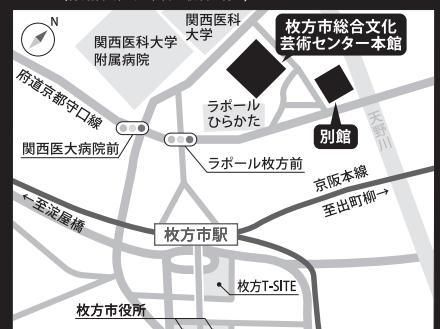 N
関西医科
大学
枚方市総合文化
芸術センター本館
関西医科大学
附属病院
府道京都守口線
ラポール
ひらかた
別館
天野川
関西医大病院前
ラポール枚方前
京阪本線
至出町柳→
←至淀屋橋
枚方市駅
枚方T-SITE
枚方市役所